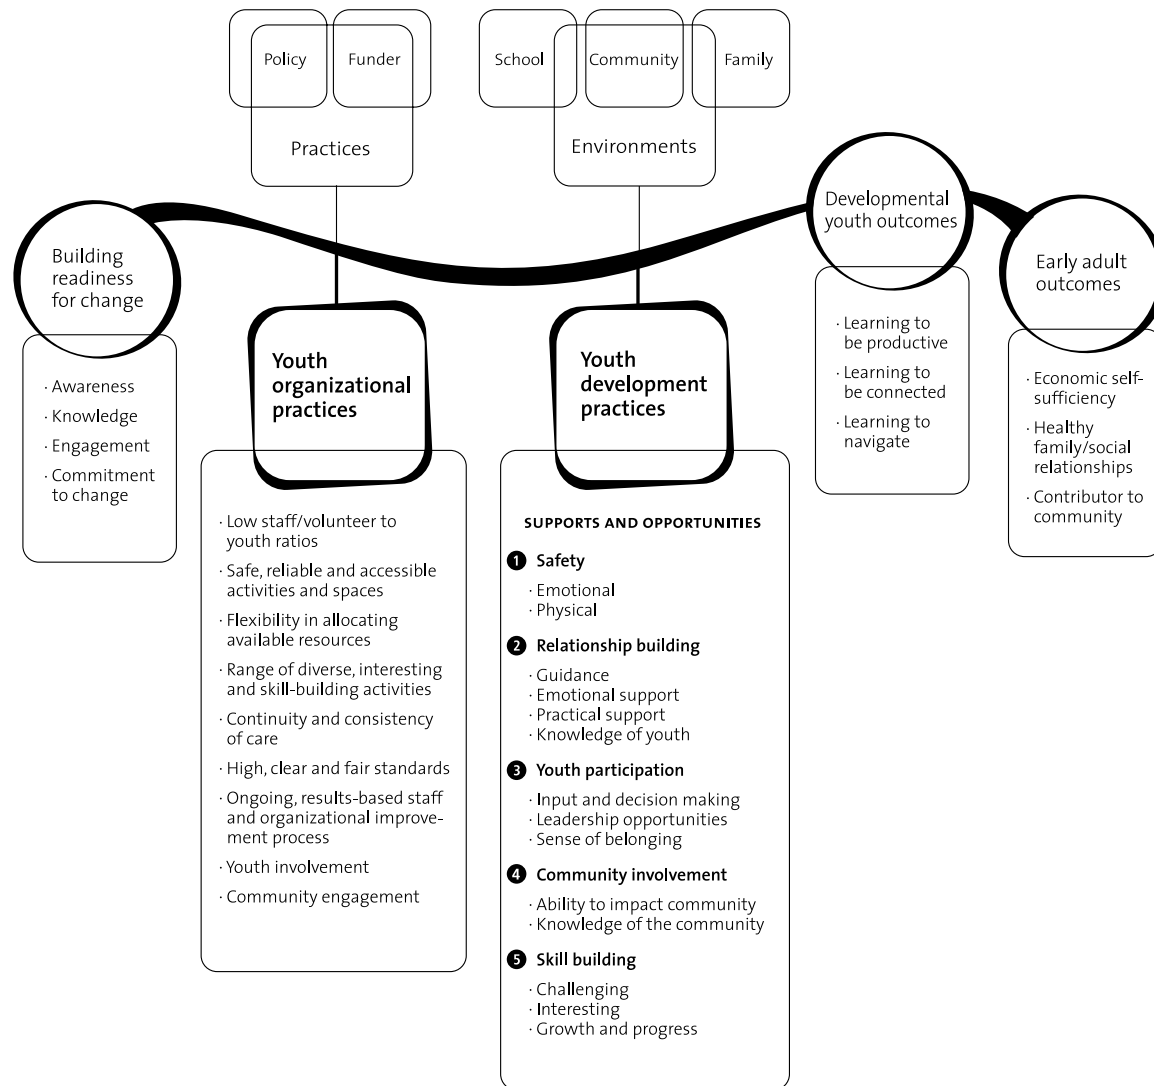 Policy
Funder
Practices
School
Community
Family
Environments
Building
readiness
for change
· Awareness
· Knowledge
· Engagement
· Commitment
to change
Youth
organizational
practices
· Low staff/volunteer to
youth ratios
· Safe, reliable and accessible
activities and spaces
· Flexibility in allocating
available resources
· Range of diverse, interesting
and skill-building activities
· Continuity and consistency
of care
· High, clear and fair standards
· Ongoing, results-based staff
and organizational improve-
ment process
· Youth involvement
· Community engagement
Youth
development
practices
SUPPORTS AND OPPORTUNITIES
1 Safety
· Emotional
· Physical
2 Relationship building
· Guidance
· Emotional support
· Practical support
· Knowledge of youth
3 Youth participation
· Input and decision making
· Leadership opportunities
· Sense of belonging
4 Community involvement
· Ability to impact community
· Knowledge of the community
5 Skill building
· Challenging
· Interesting
· Growth and progress
Developmental
youth outcomes
· Learning to
be productive
· Learning to
be connected
· Learning to
navigate
Early adult
outcomes
· Economic self-
sufficiency
· Healthy
family/social
relationships
· Contributor to
community